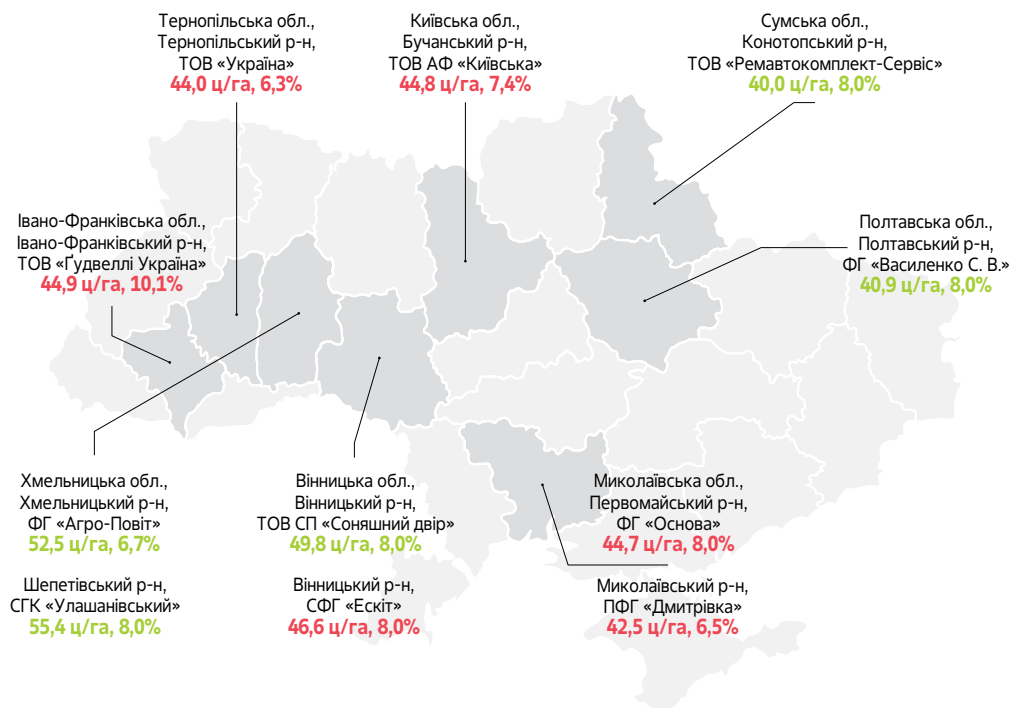 Тернопільська обл.,
Тернопільський р-н,
ТОВ «Україна»
44,0 ц/га, 6,3%
Київська обл.,
Бучанський р-н,
ТОВ АФ «Київська»
44,8 ц/га, 7,4%
Сумська обл.,
Конотопський р-н,
ТОВ «Ремавтокомплект-Сервіс»
40,0 ц/га, 8,0%
Івано-Франківська обл.,
Івано-Франківський р-н,
ТОВ «Ґудвеллі Україна»
44,9 ц/га, 10,1%
Полтавська обл.,
Полтавський р-н,
ФГ «Василенко С. В.»
40,9 ц/га, 8,0%
Хмельницька обл.,
Хмельницький р-н,
ФГ «Агро-Повіт»
52,5 ц/га, 6,7%
Шепетівський р-н,
СГК «Улашанівський»
55,4 ц/га, 8,0%
Вінницька обл.,
Вінницький р-н,
ТОВ СП «Соняшний двір»
49,8 ц/га, 8,0%
Вінницький р-н,
СФГ «Ескіт»
46,6 ц/га, 8,0%
Миколаївська обл.,
Первомайський р-н,
ФГ «Основа»
44,7 ц/га, 8,0%
Миколаївський р-н,
ПФГ «Дмитрівка»
42,5 ц/га, 6,5%